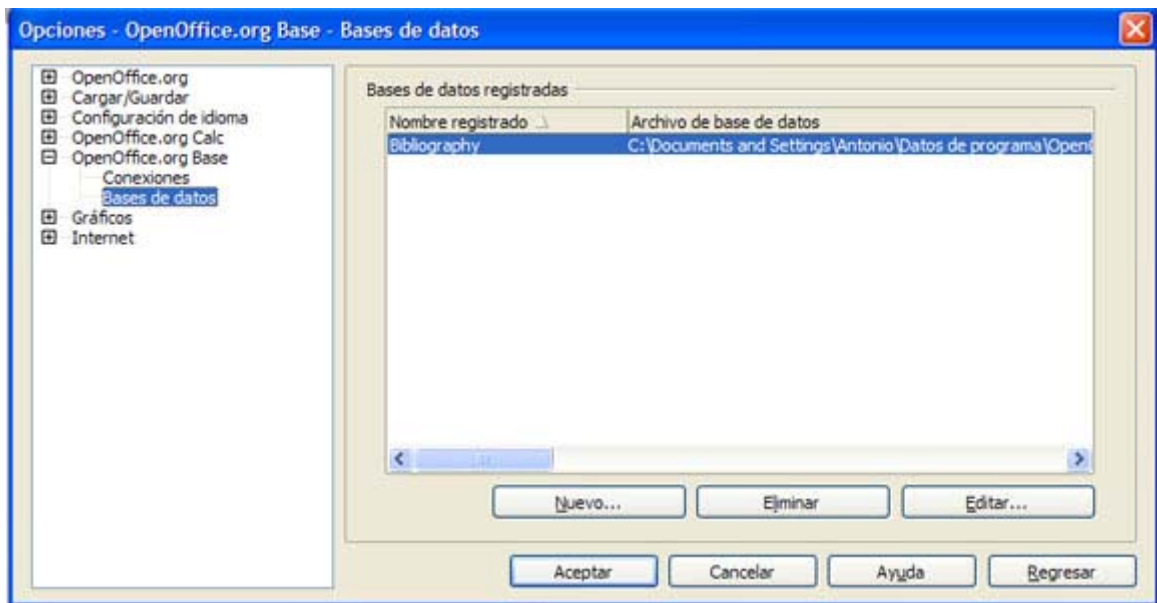 Opciones - OpenOffice.org Base - Bases de datos
OpenOffice.org
Cargar/Guardar
Configuración de idioma
OpenOffice.org Calc
OpenOffice.org Base
Conexiones
Bases de datos
Gráficos
Internet
Bases de datos registradas
Nombre registrado Archivo de base de datos
Bibliography C:\Documents and Settings\Antonio\Datos de programa\Open
Nuevo... Eliminar Editar...
Aceptar Cancelar Ayuda Regresar